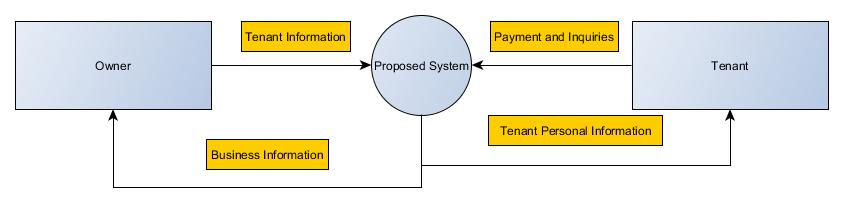 Tenant Information
Payment and Inquiries
Owner
Proposed System
Tenant
Tenant Personal Information
Business Information